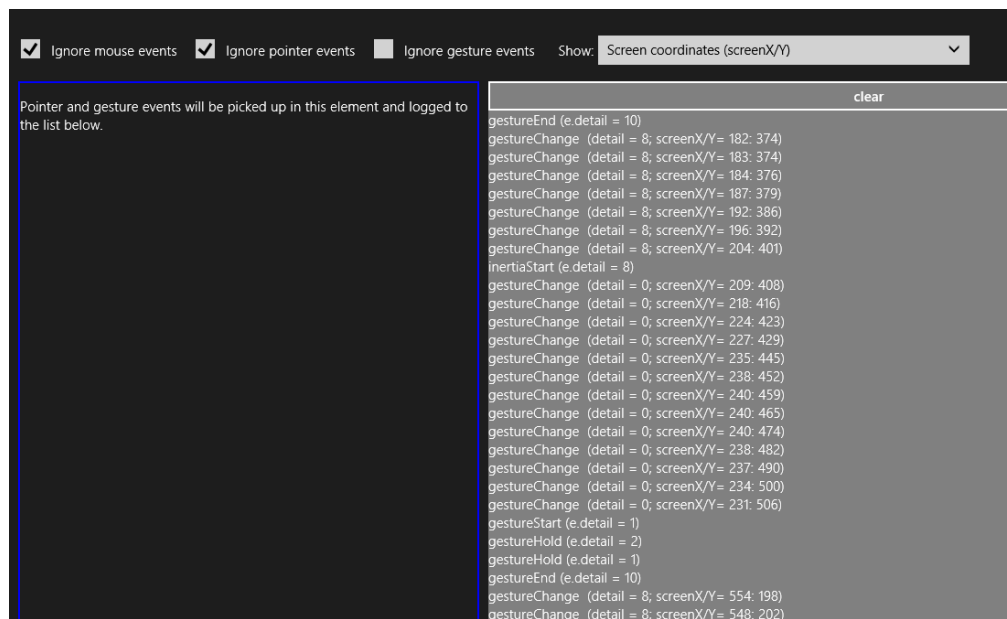 Ignore mouse events Ignore pointer events Ignore gesture events Show: Screen coordinates (screenX/Y)
Pointer and gesture events will be picked up in this element and logged to
the list below.
clear
gestureEnd (e.detail = 10)
gestureChange (detail = 8; screenX/Y= 182: 374)
gestureChange (detail = 8; screenX/Y= 183: 374)
gestureChange (detail = 8; screenX/Y= 184: 376)
gestureChange (detail = 8; screenX/Y= 187: 379)
gestureChange (detail = 8; screenX/Y= 192: 386)
gestureChange (detail = 8; screenX/Y= 196: 392)
gestureChange (detail = 8; screenX/Y= 204: 401)
inertiaStart (e.detail = 8)
gestureChange (detail = 0; screenX/Y= 209: 408)
gestureChange (detail = 0; screenX/Y= 218: 416)
gestureChange (detail = 0; screenX/Y= 224: 423)
gestureChange (detail = 0; screenX/Y= 227: 429)
gestureChange (detail = 0; screenX/Y= 235: 445)
gestureChange (detail = 0; screenX/Y= 238: 452)
gestureChange (detail = 0; screenX/Y= 240: 459)
gestureChange (detail = 0; screenX/Y= 240: 465)
gestureChange (detail = 0; screenX/Y= 240: 474)
gestureChange (detail = 0; screenX/Y= 238: 482)
gestureChange (detail = 0; screenX/Y= 237: 490)
gestureChange (detail = 0; screenX/Y= 234: 500)
gestureChange (detail = 0; screenX/Y= 231: 506)
gestureStart (e.detail = 1)
gestureHold (e.detail = 2)
gestureHold (e.detail = 1)
gestureEnd (e.detail = 10)
gestureChange (detail = 8; screenX/Y= 554: 198)
gestureChange (detail = 8; screenX/Y= 548: 202)